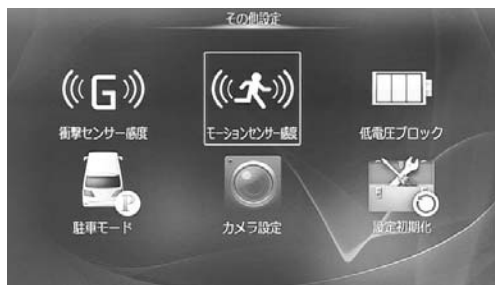 その他設定
G
衝撃センサー感度
モーションセンサー感度
低電圧ブロック
P
駐車モード
カメラ設定
設定初期化